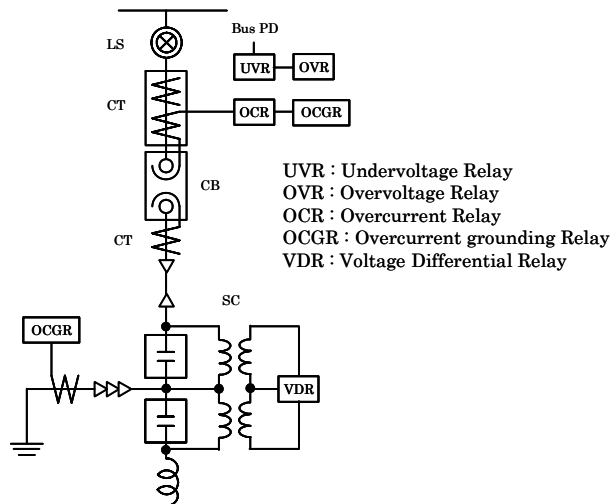 LS
Bus PD
UVR
OVR
CT
OCR
OCGR
CB
CT
UVR : Undervoltage Relay
OVR : Overvoltage Relay
OCR : Overcurrent Relay
OCGR : Overcurrent grounding Relay
VDR : Voltage Differential Relay
SC
OCGR
VDR